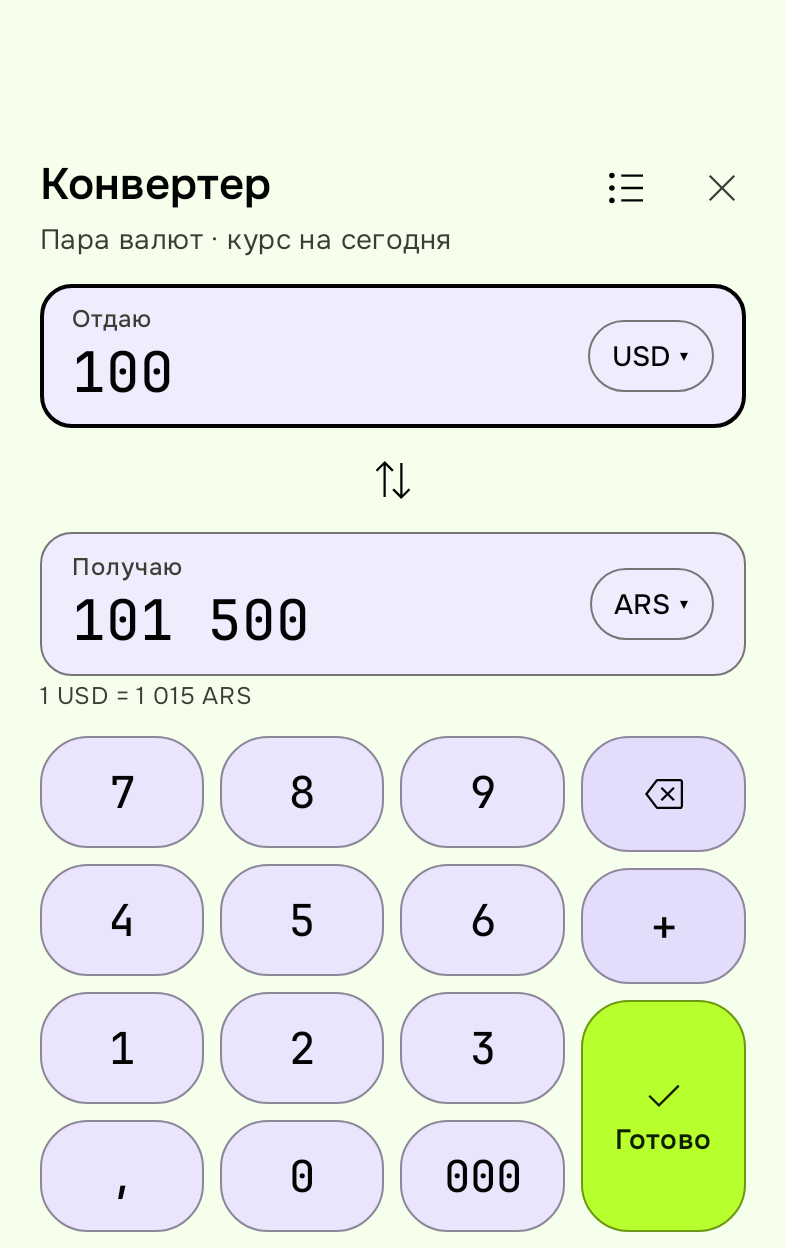 Конвертер
Пара валют · курс на сегодня
Отдаю
100
USD ▾
Получаю
101 500
ARS ▾
1 USD = 1 015 ARS
7 8 9
4 5 6 +
1 2 3
Готово
, 0 000